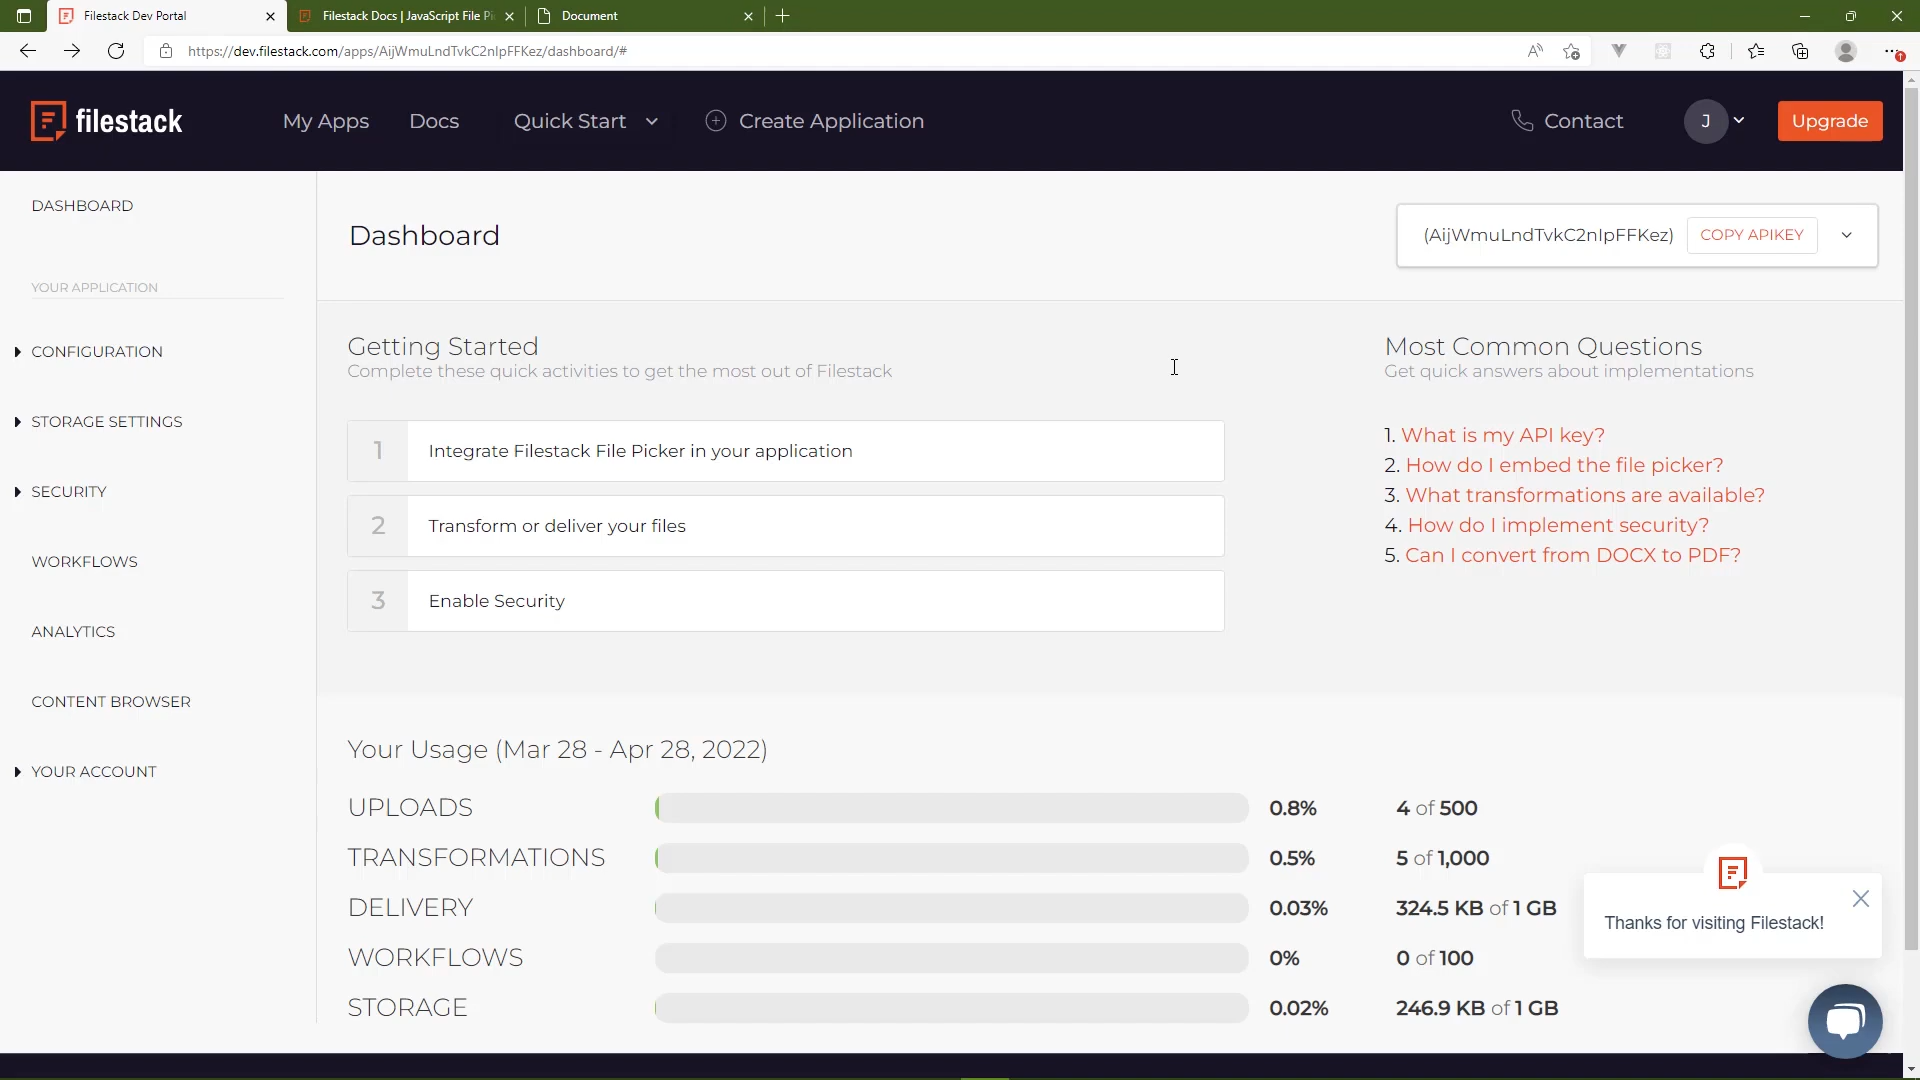 Filestack Dev Portal
Filestack Docs | JavaScript File Pi
Document
https://dev.filestack.com/apps/AijWmuLndTvkC2nIpFFKez/dashboard/#
filestack
My Apps
Docs
Quick Start
Create Application
Contact
J
Upgrade
DASHBOARD
YOUR APPLICATION
CONFIGURATION
STORAGE SETTINGS
SECURITY
WORKFLOWS
ANALYTICS
CONTENT BROWSER
YOUR ACCOUNT
Dashboard
(AijWmuLndTvkC2nIpFFKez)
COPY APIKEY
Getting Started
Complete these quick activities to get the most out of Filestack
1 Integrate Filestack File Picker in your application
2 Transform or deliver your files
3 Enable Security
Most Common Questions
Get quick answers about implementations
1. What is my API key?
2. How do I embed the file picker?
3. What transformations are available?
4. How do I implement security?
5. Can I convert from DOCX to PDF?
Your Usage (Mar 28 - Apr 28, 2022)
UPLOADS 0.8% 4 of 500
TRANSFORMATIONS 0.5% 5 of 1,000
DELIVERY 0.03% 324.5 KB of 1 GB
WORKFLOWS 0% 0 of 100
STORAGE 0.02% 246.9 KB of 1 GB
Thanks for visiting Filestack!